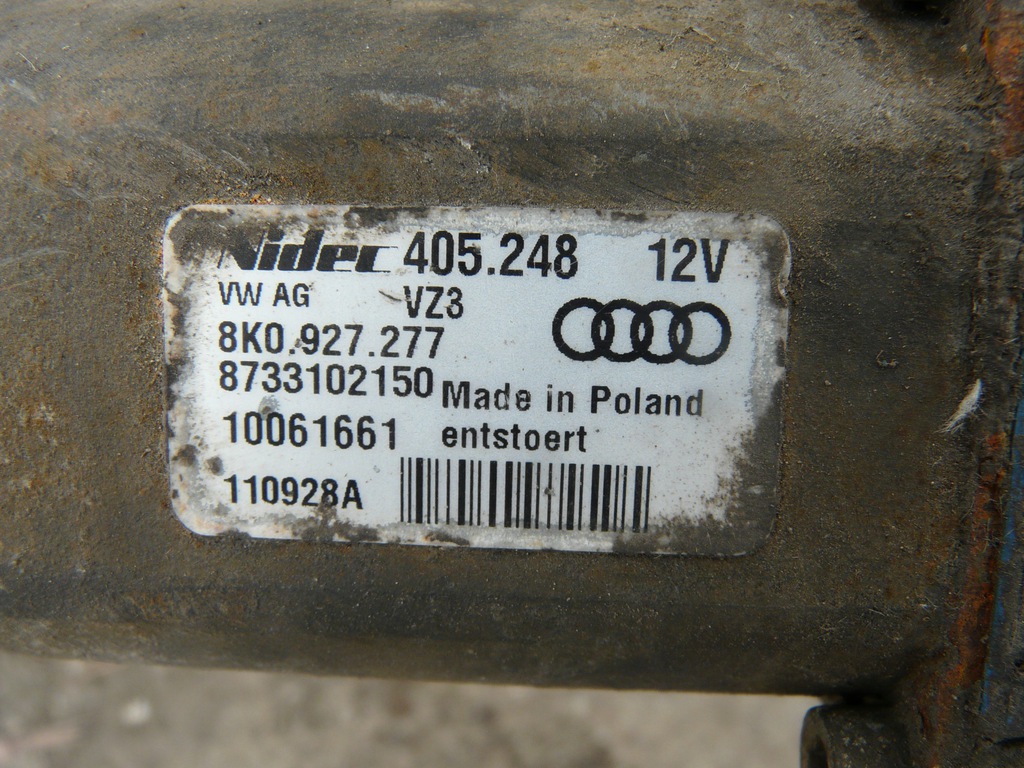 Nidec 405.248 12V
VW AG VZ3
8K0.927.277
8733102150 Made in Poland
10061661 entstoert
110928A